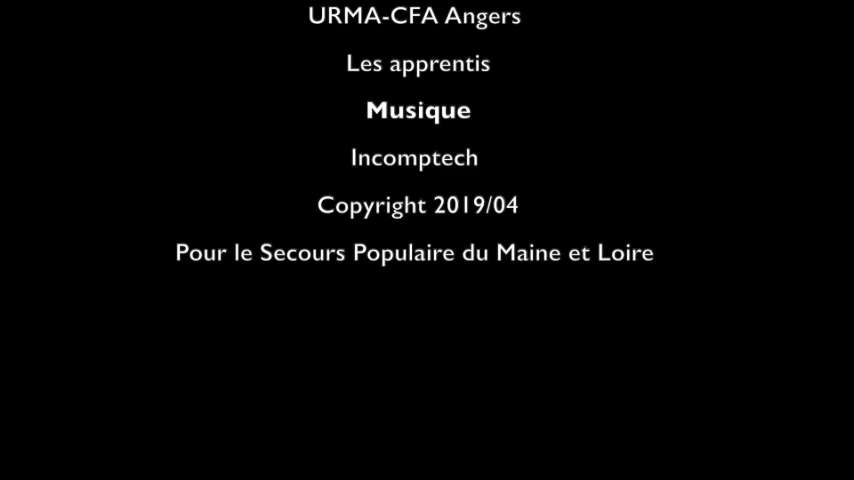 URMA-CFA Angers
Les apprentis
Musique
Incomptech
Copyright 2019/04
Pour le Secours Populaire du Maine et Loire